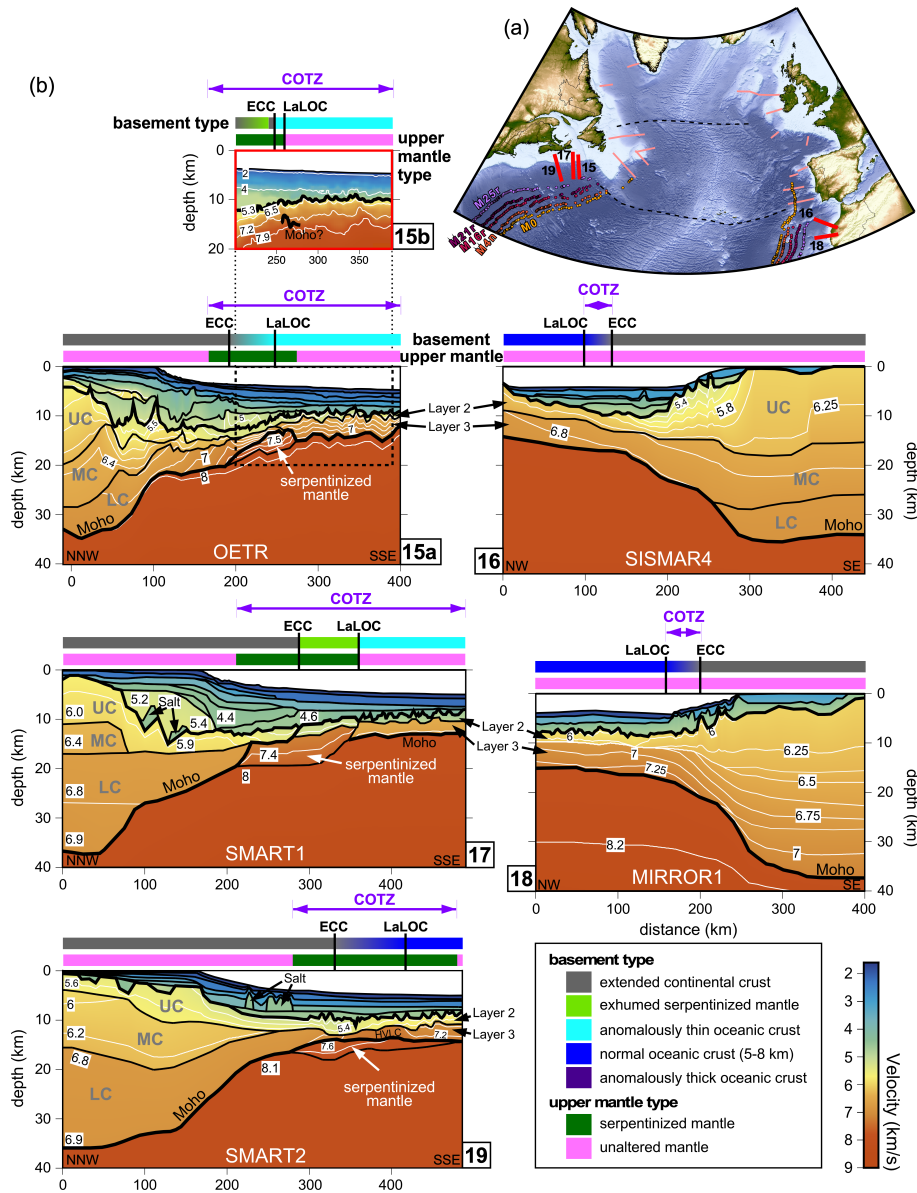 (a)
17
15
19
M25r
M21r
M16r
M4n
M0
16
18
(b)
COTZ
ECC LaLOC
basement type
upper mantle type
0
10
20
depth (km)
2
4
5.3
6.5
7.2
7.9
Moho?
15b
250 300 350
COTZ
ECC LaLOC
basement
upper mantle
0
10
20
30
40
depth (km)
UC
MC
LC
5.5
5
6.4
7
8
7
7.5
serpentinized
mantle
Moho
NNW
OETR
SSE
15a
0 100 200 300 400
Layer 2
Layer 3
COTZ
LaLOC ECC
5.4
5.8
UC
6.25
6.8
MC
LC
Moho
16
NW
SISMAR4
SE
0
10
20
30
40
depth (km)
COTZ
ECC LaLOC
0
10
20
30
40
depth (km)
UC
MC
LC
6.0
6.4
6.8
6.9
5.2
Salt
5.4
4.4
4.6
5.9
7.4
8
serpentinized
mantle
Moho
Moho
NNW
SMART1
SSE
17
0 100 200 300 400
Layer 2
Layer 3
COTZ
LaLOC ECC
6
6
7
7.25
6.25
6.5
6.75
7
8.2
Moho
18
NW
MIRROR1
SE
0
10
20
30
40
depth (km)
0 100 200 300 400
distance (km)
COTZ
ECC LaLOC
0
10
20
30
40
depth (km)
5.6
6
6.2
6.8
6.9
UC
MC
LC
Salt
5.4
HVLC
7.2
7.6
8.1
serpentinized
mantle
Moho
NNW
SMART2
SSE
19
0 100 200 300 400
Layer 2
Layer 3
basement type
extended continental crust
exhumed serpentinized mantle
anomalously thin oceanic crust
normal oceanic crust (5-8 km)
anomalously thick oceanic crust
upper mantle type
serpentinized mantle
unaltered mantle
2
3
4
5
6
7
8
9
Velocity (km/s)